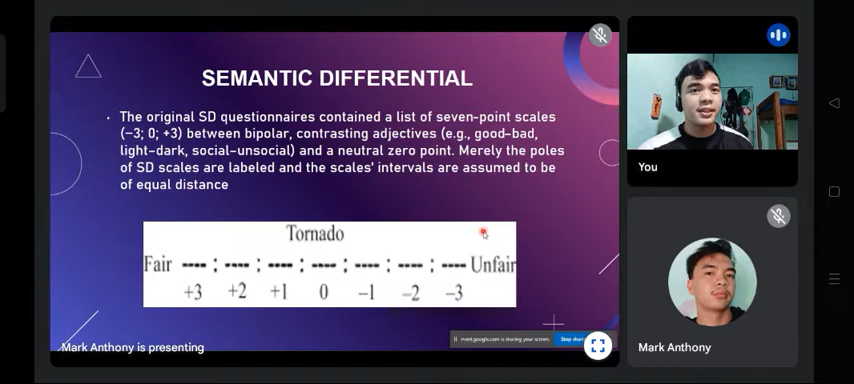 SEMANTIC DIFFERENTIAL
• The original SD questionnaires contained a list of seven-point scales
(−3; 0; +3) between bipolar, contrasting adjectives (e.g., good-bad,
light-dark, social-unsocial) and a neutral zero point. Merely the poles
of SD scales are labeled and the scales' intervals are assumed to be
of equal distance
Tornado
Fair ---- : ---- : ---- : ---- : ---- : ---- : ---- Unfair
+3 +2 +1 0 −1 −2 −3
meet.google.com is sharing your screen.
Mark Anthony is presenting
You
Mark Anthony